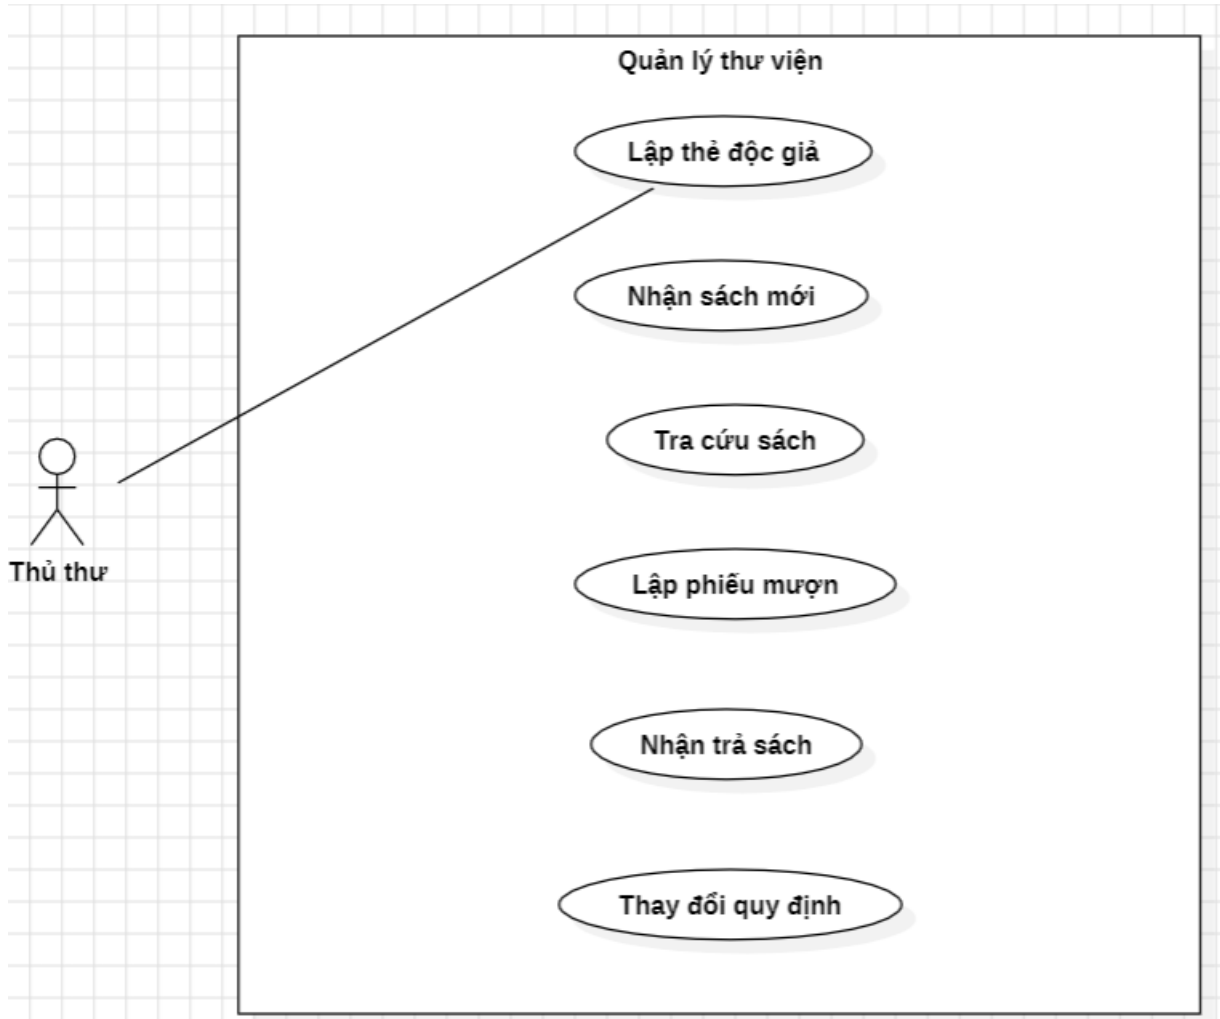 Quản lý thư viện
Lập thẻ độc giả
Nhận sách mới
Tra cứu sách
Lập phiếu mượn
Nhận trả sách
Thay đổi quy định
Thủ thư